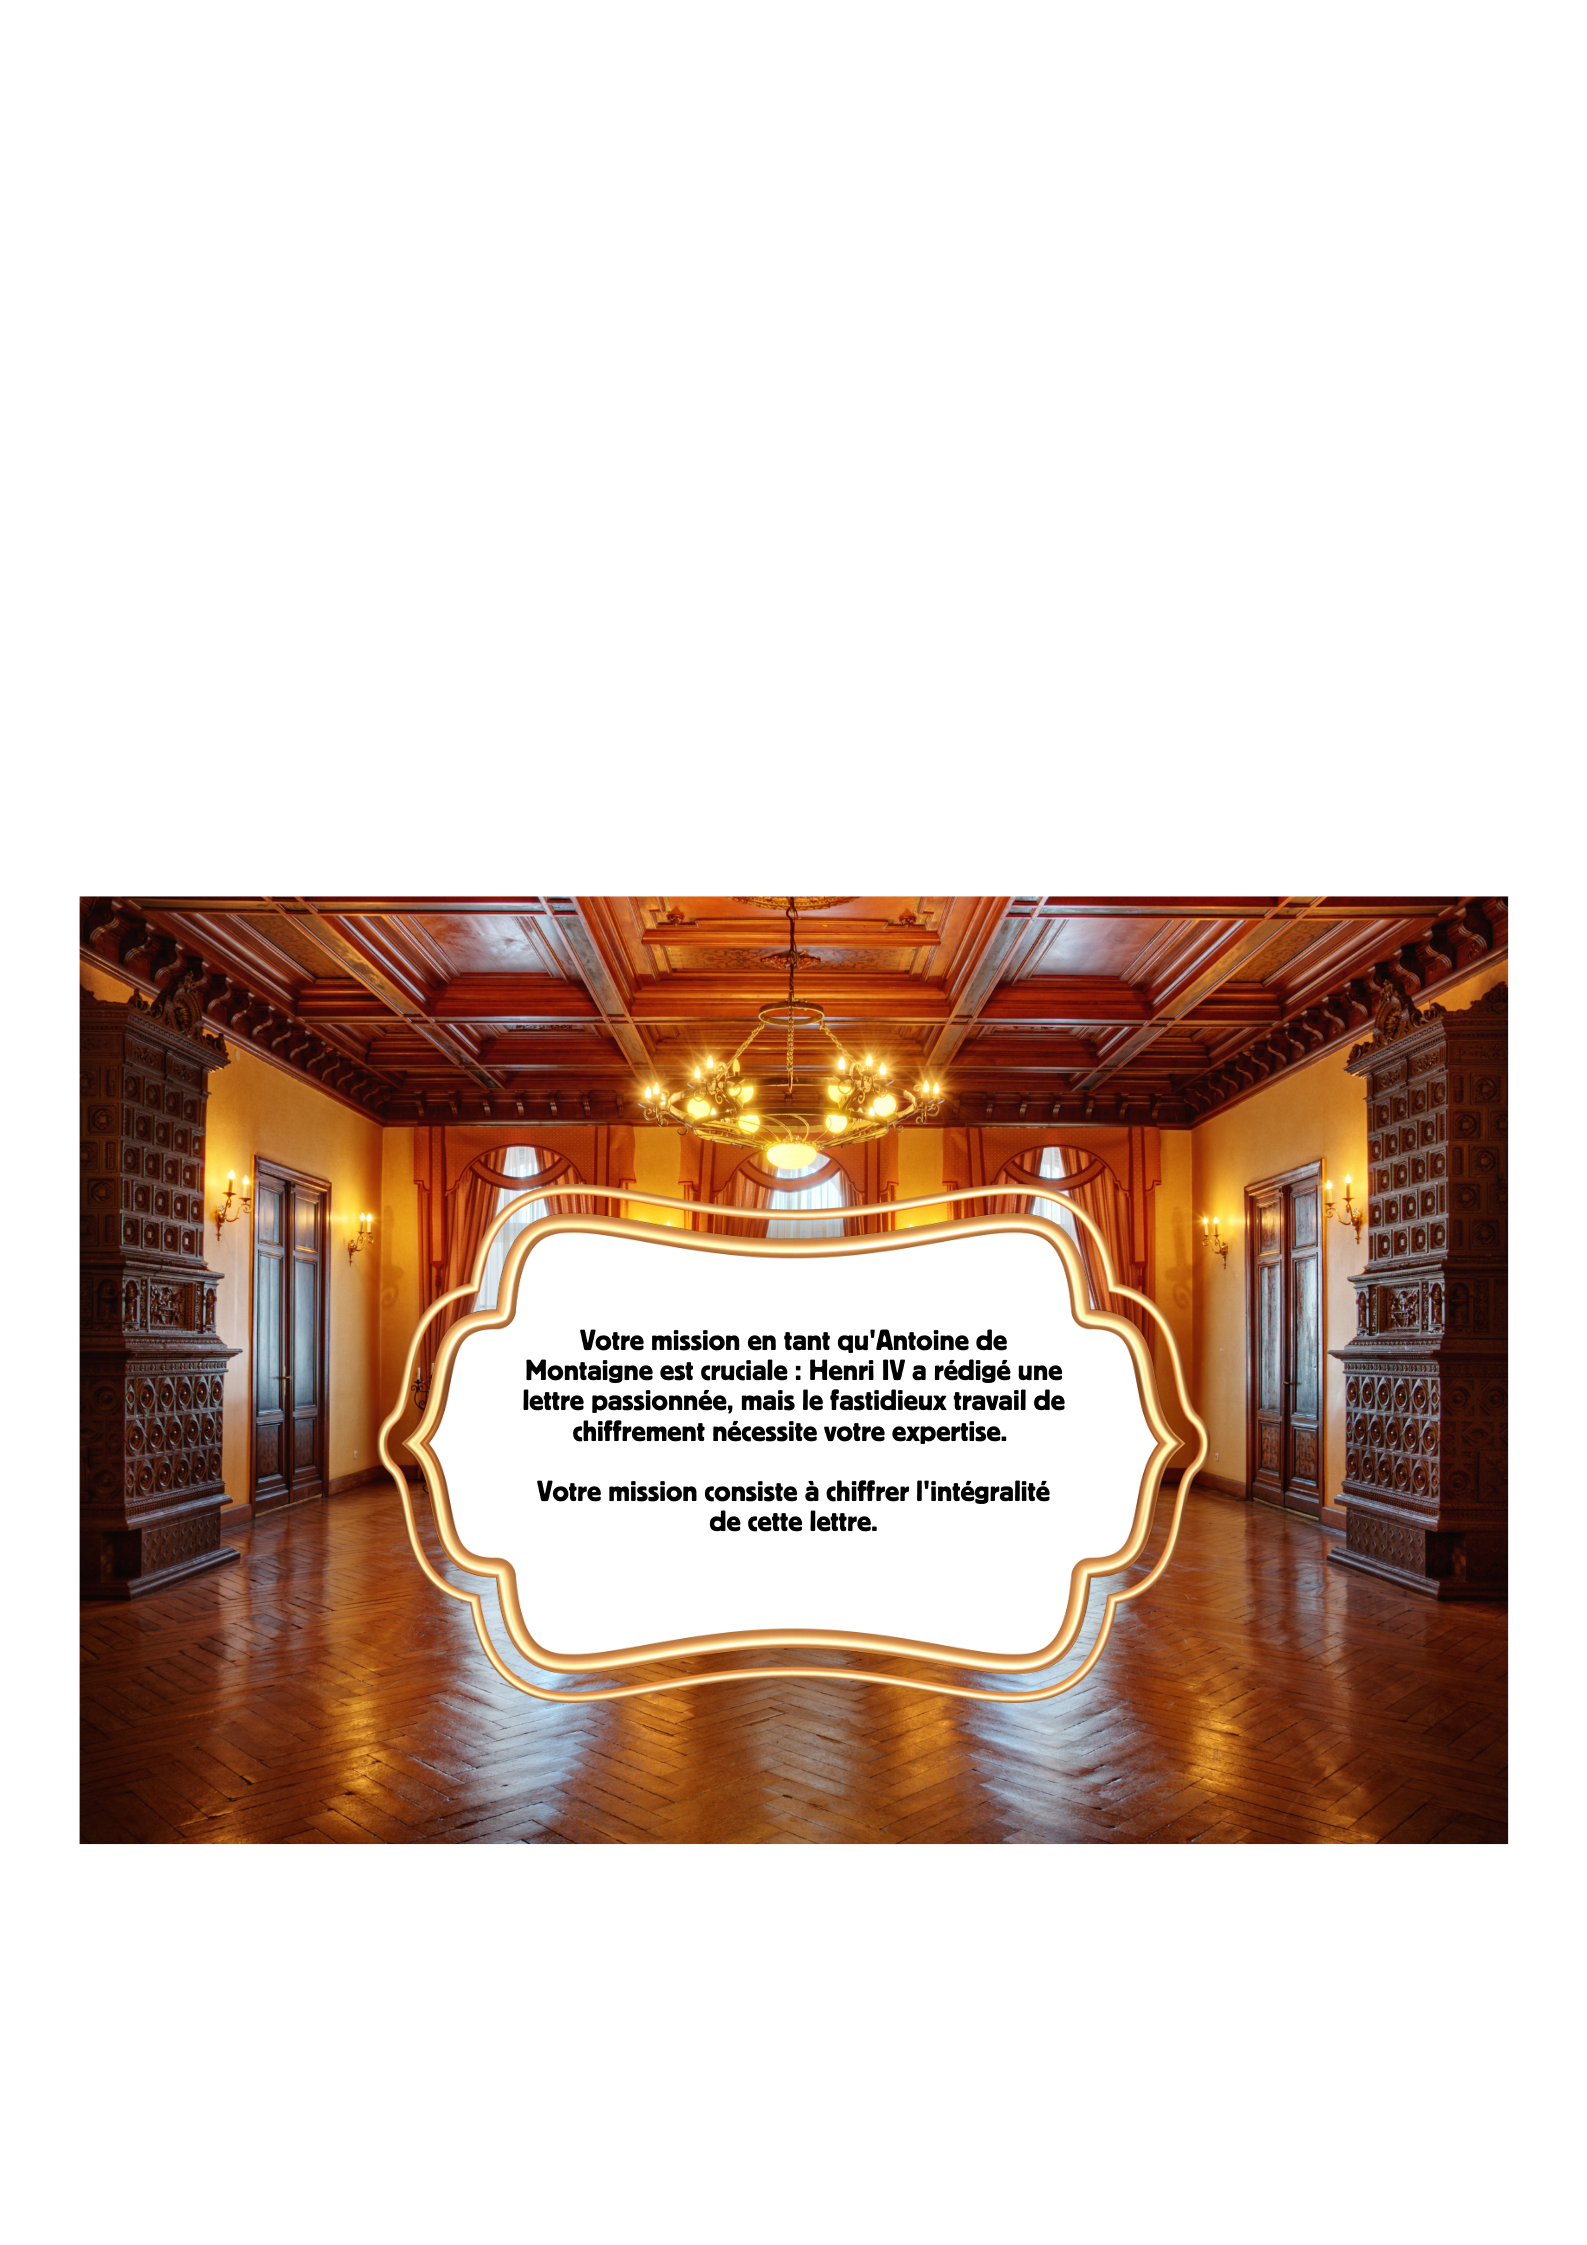 Votre mission en tant qu'Antoine de
Montaigne est cruciale : Henri IV a rédigé une
lettre passionnée, mais le fastidieux travail de
chiffrement nécessite votre expertise.
Votre mission consiste à chiffrer l'intégralité
de cette lettre.